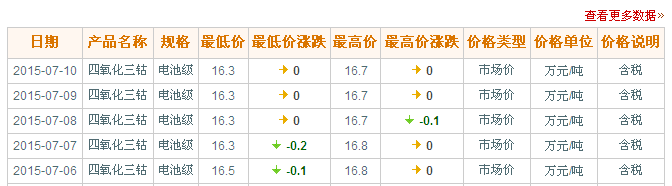 查看更多数据»
日期 产品名称 规格 最低价 最低价涨跌 最高价 最高价涨跌 价格类型 价格单位 价格说明
2015-07-10 四氧化三钴 电池级 16.3 0 16.7 0 市场价 万元/吨 含税
2015-07-09 四氧化三钴 电池级 16.3 0 16.7 0 市场价 万元/吨 含税
2015-07-08 四氧化三钴 电池级 16.3 0 16.7 -0.1 市场价 万元/吨 含税
2015-07-07 四氧化三钴 电池级 16.3 -0.2 16.8 0 市场价 万元/吨 含税
2015-07-06 四氧化三钴 电池级 16.5 -0.1 16.8 0 市场价 万元/吨 含税